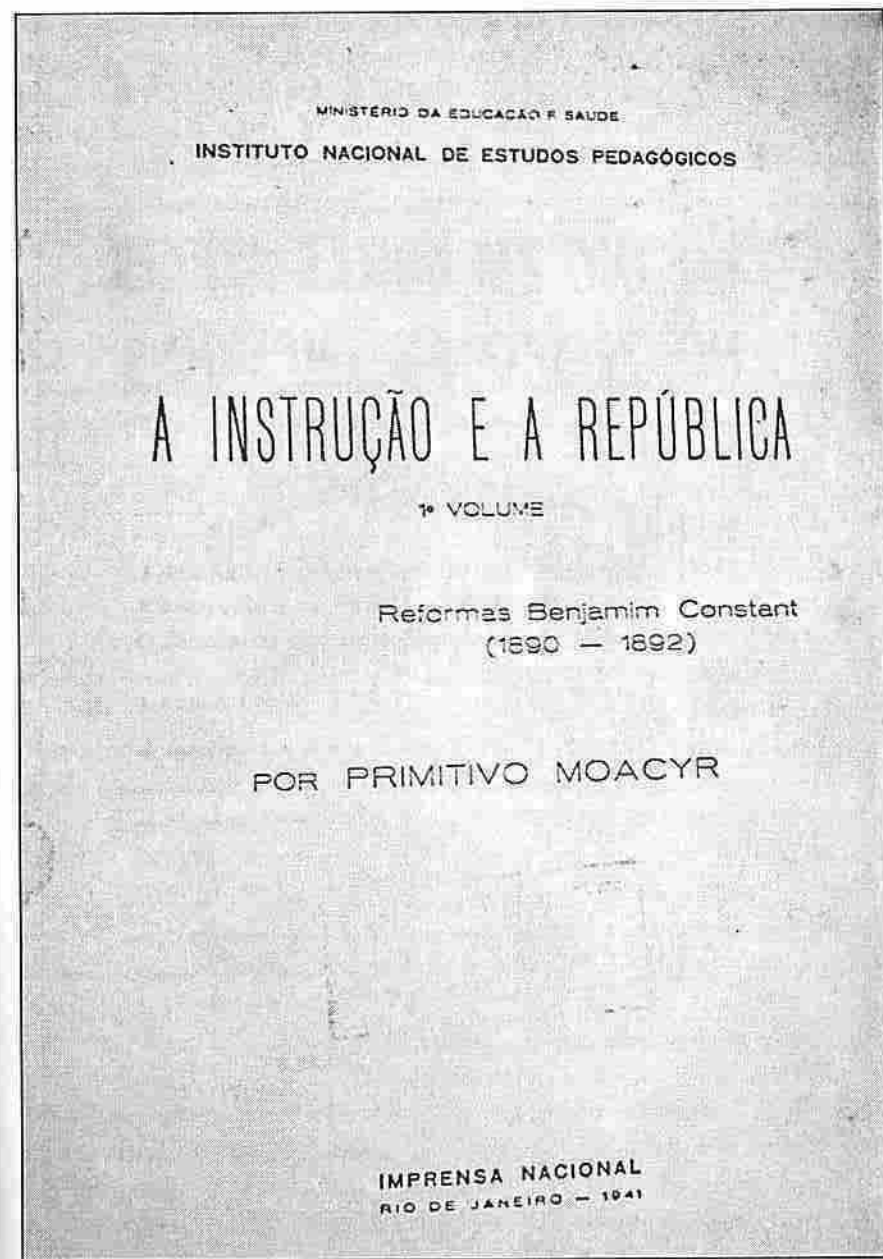 MINISTÉRIO DA EDUCAÇÃO E SAUDE
INSTITUTO NACIONAL DE ESTUDOS PEDAGÓGICOS
A INSTRUÇÃO E A REPÚBLICA
1º VOLUME
Reformas Benjamim Constant
(1890 — 1892)
POR PRIMITIVO MOACYR
IMPRENSA NACIONAL
RIO DE JANEIRO — 1941